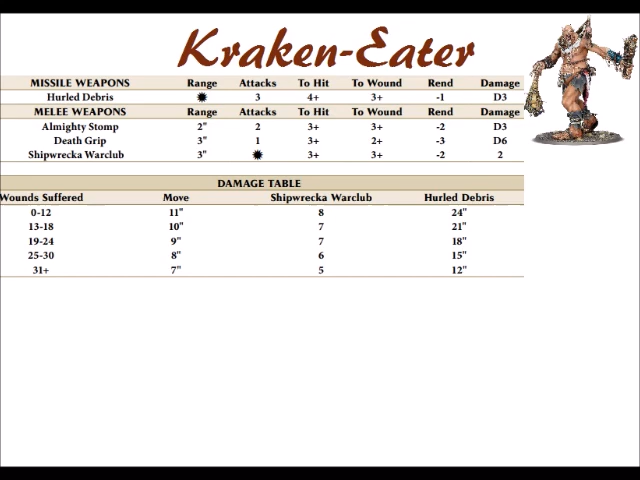 Kraken-Eater
MISSILE WEAPONS Range Attacks To Hit To Wound Rend Damage
Hurled Debris ✹ 3 4+ 3+ -1 D3
MELEE WEAPONS Range Attacks To Hit To Wound Rend Damage
Almighty Stomp 2" 2 3+ 3+ -2 D3
Death Grip 3" 1 3+ 2+ -3 D6
Shipwrecka Warclub 3" ✹ 3+ 3+ -2 2
DAMAGE TABLE
Wounds Suffered Move Shipwrecka Warclub Hurled Debris
0-12 11" 8 24"
13-18 10" 7 21"
19-24 9" 7 18"
25-30 8" 6 15"
31+ 7" 5 12"